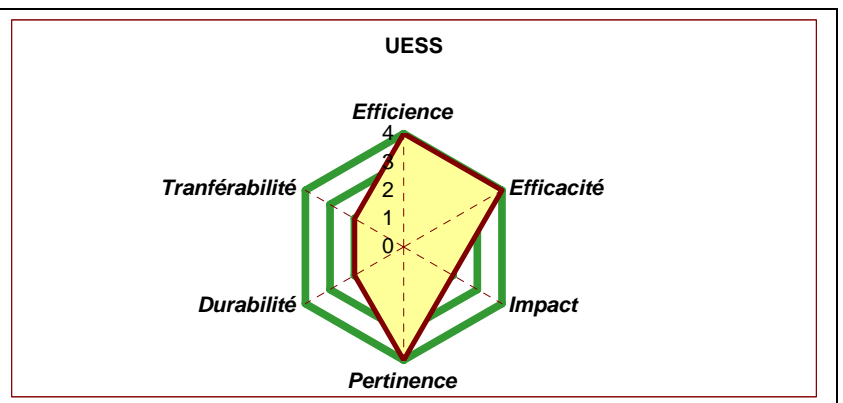 UESS
Efficience
4
3
Tranférabilité
2
Efficacité
1
0
Durabilité
Impact
Pertinence